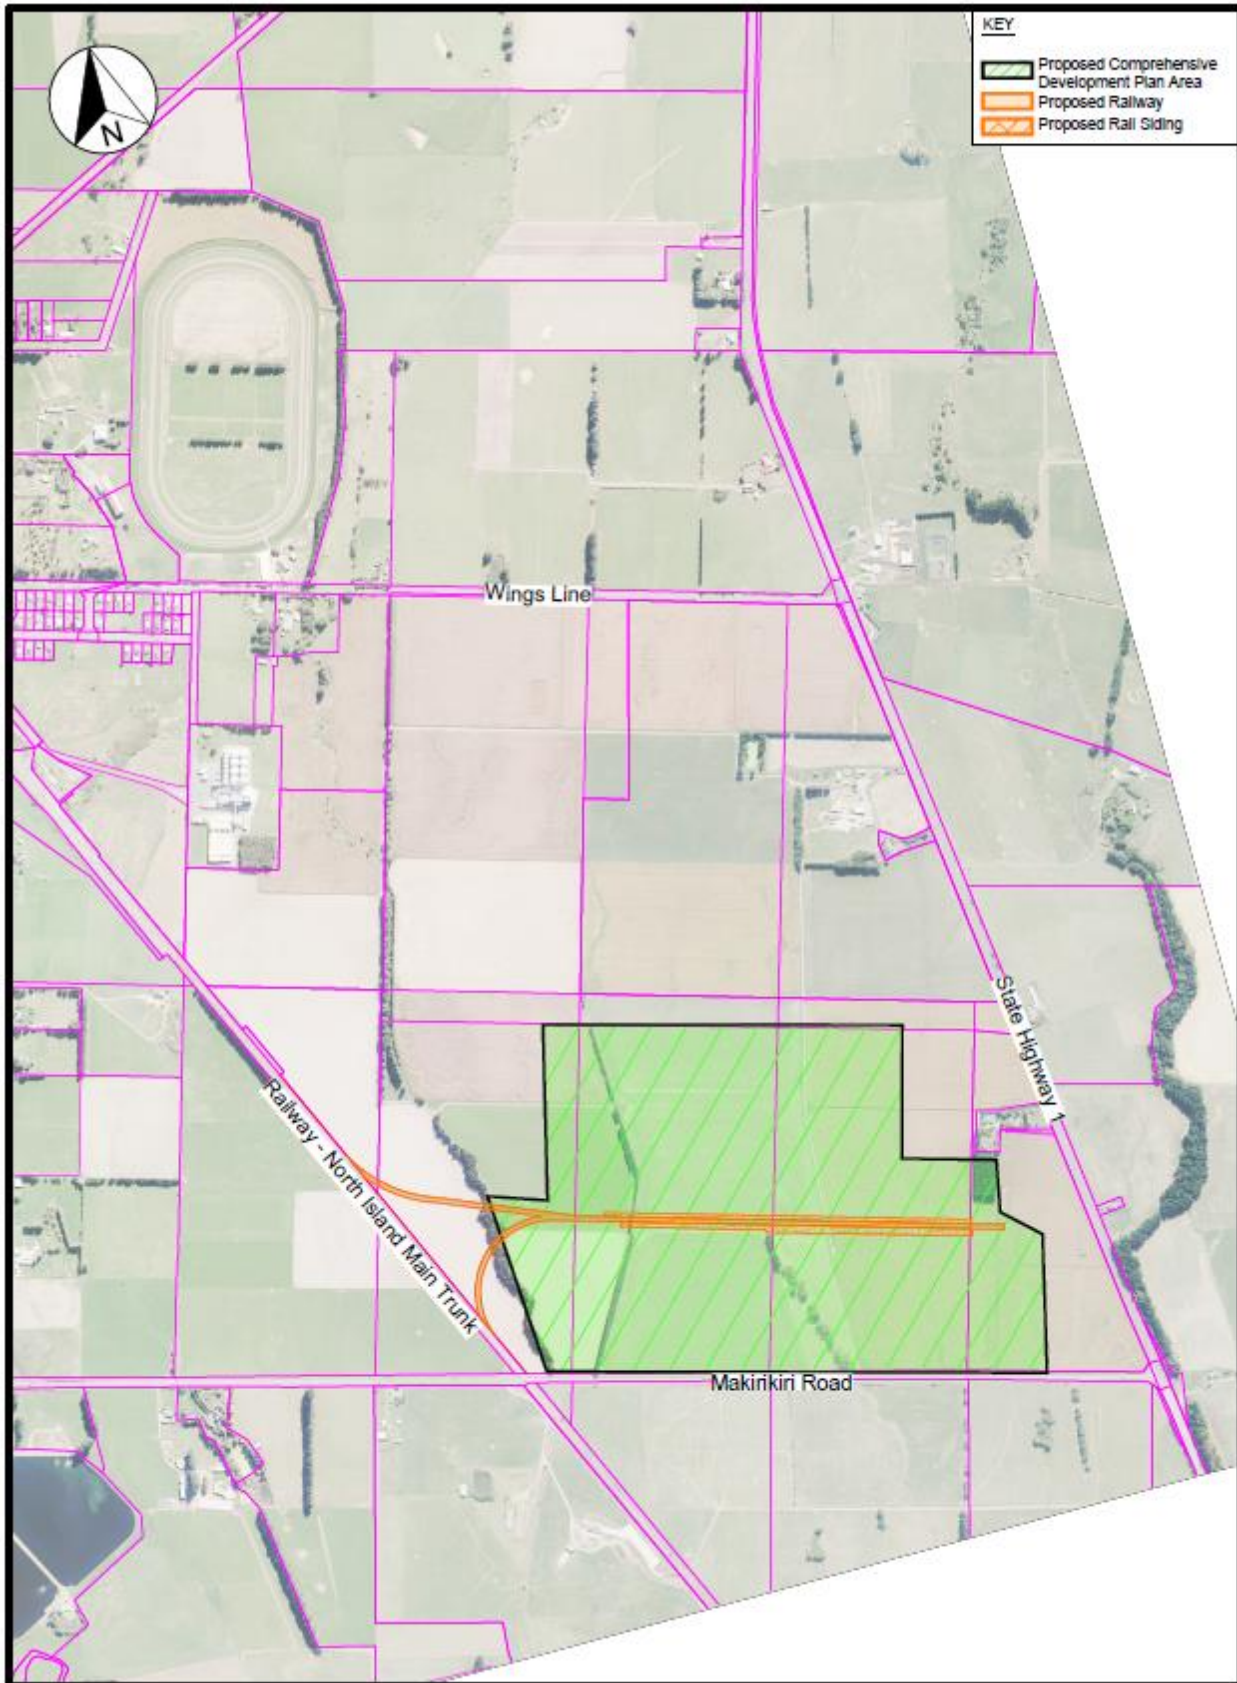 KEY
Proposed Comprehensive
Development Plan Area
Proposed Railway
Proposed Rail Siding
N
Wings Line
State Highway 1
Railway - North Island Main Trunk
Makirikiri Road